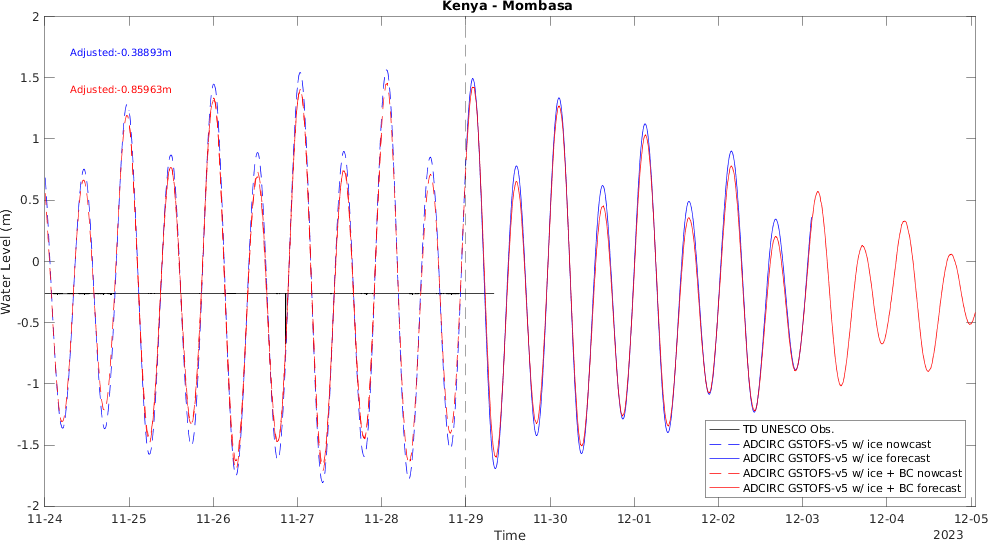 Kenya - Mombasa
Adjusted:-0.38893m
Adjusted:-0.85963m
Water Level (m)
2
1.5
1
0.5
0
-0.5
-1
-1.5
-2
TD UNESCO Obs.
ADCIRC GSTOFS-v5 w/ ice nowcast
ADCIRC GSTOFS-v5 w/ ice forecast
ADCIRC GSTOFS-v5 w/ ice + BC nowcast
ADCIRC GSTOFS-v5 w/ ice + BC forecast
11-24 11-25 11-26 11-27 11-28 11-29 11-30 12-01 12-02 12-03 12-04 12-05
Time
2023